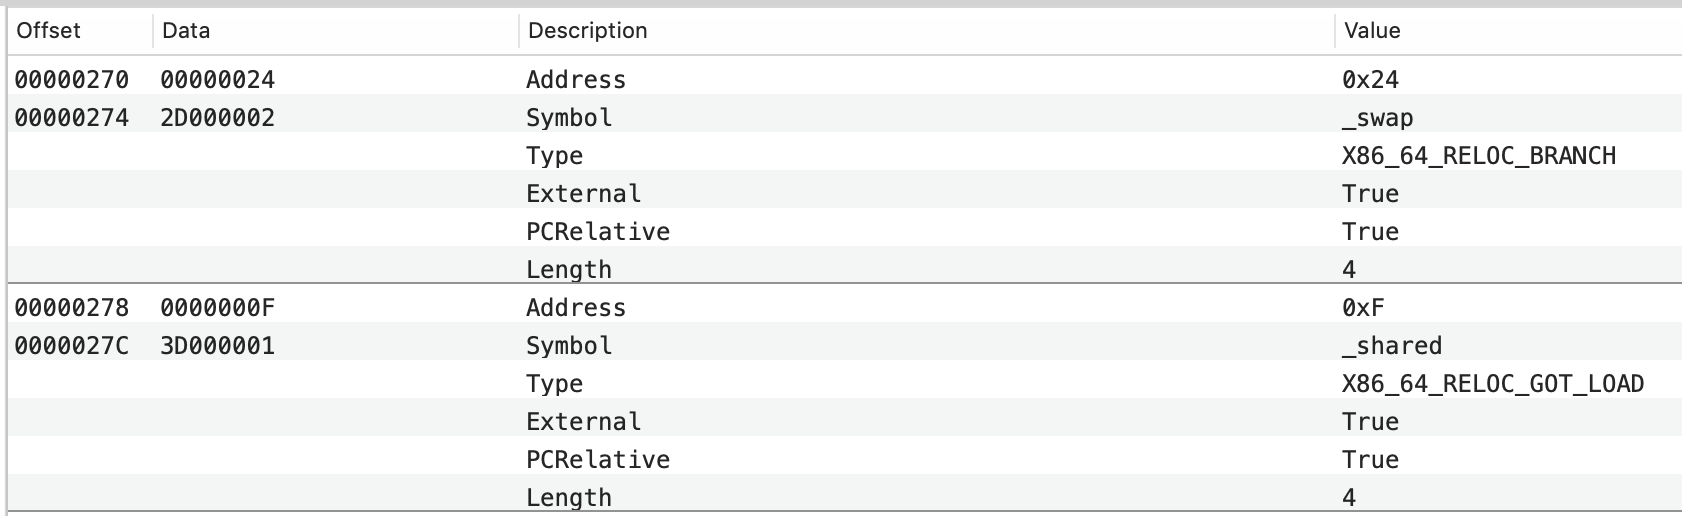 Offset Data Description Value
00000270 00000024 Address 0x24
00000274 2D000002 Symbol _swap
Type X86_64_RELOC_BRANCH
External True
PCRelative True
Length 4
00000278 0000000F Address 0xF
0000027C 3D000001 Symbol _shared
Type X86_64_RELOC_GOT_LOAD
External True
PCRelative True
Length 4